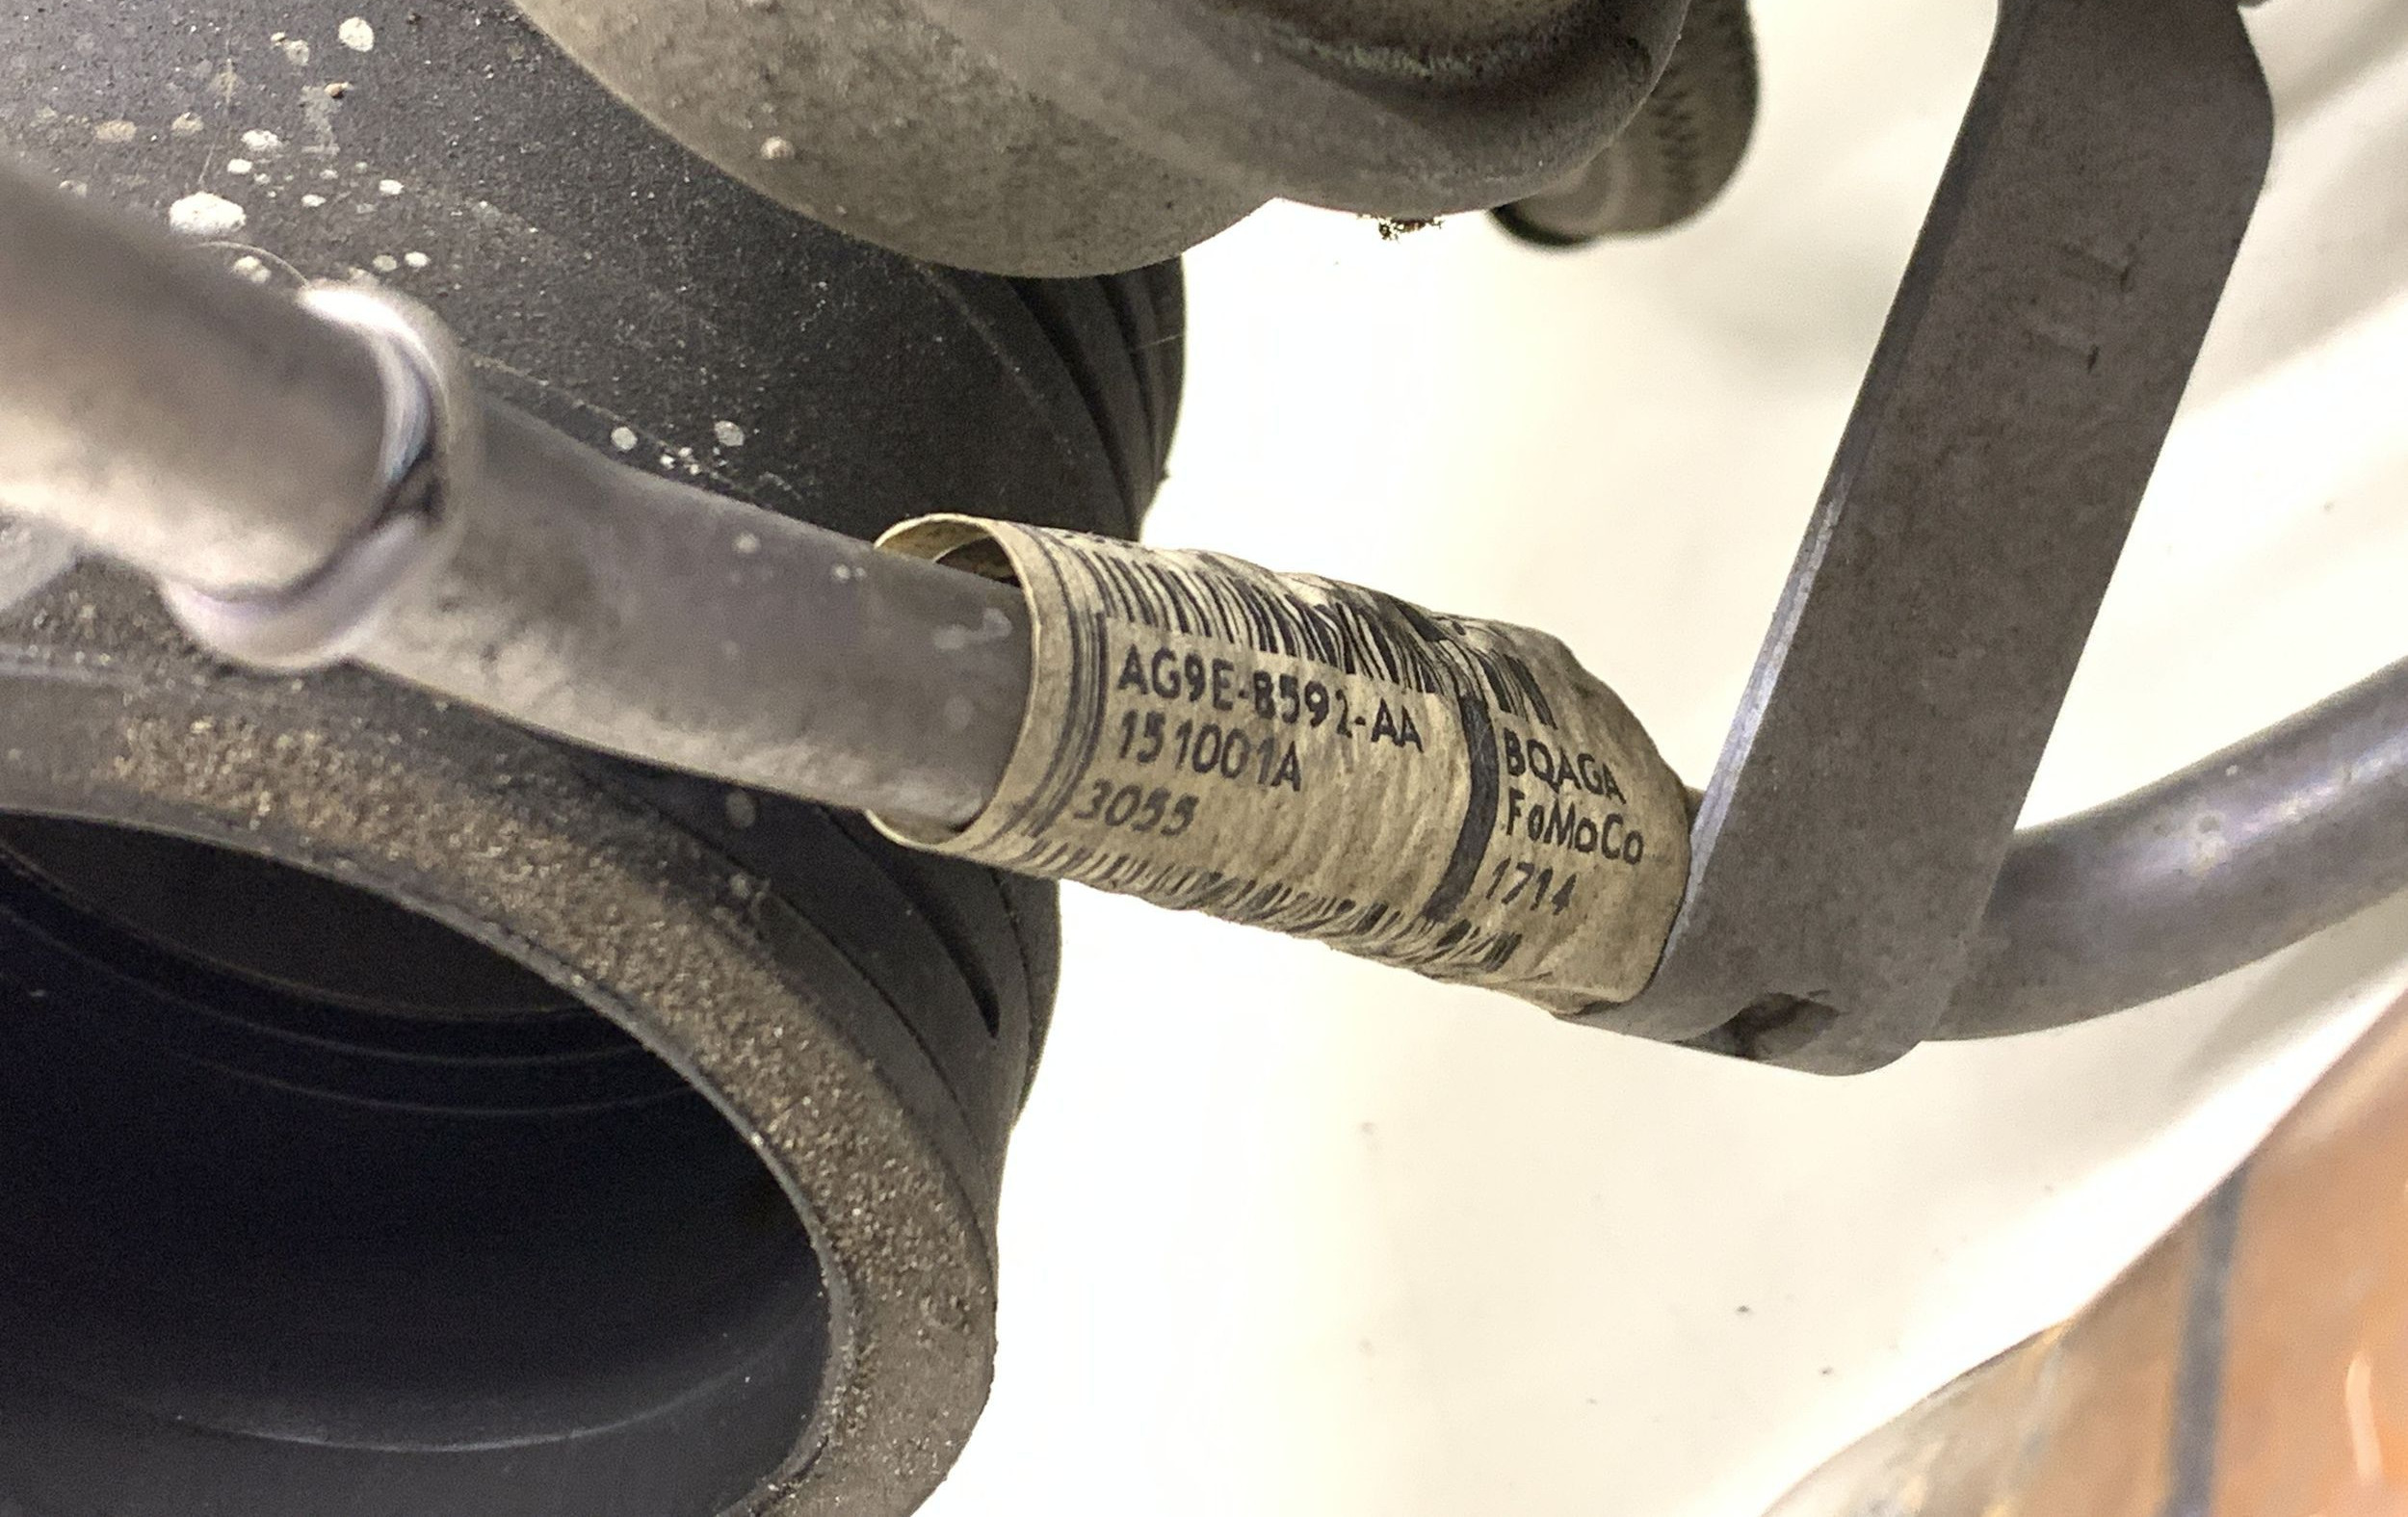 AG9E-8592-AA
151001A
3055
BQAGA
FoMoCo
1714